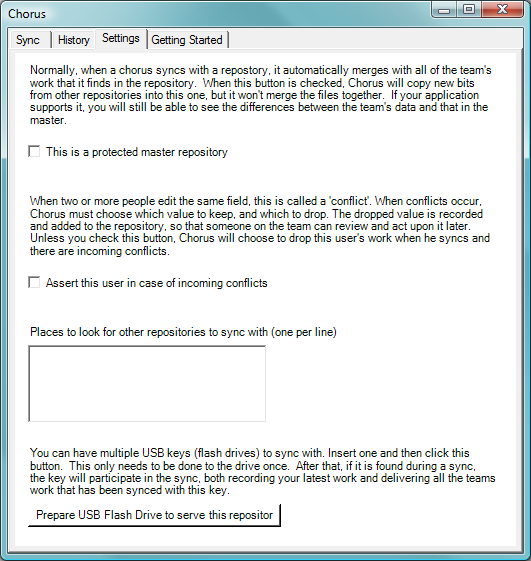 Chorus
Sync History Settings Getting Started
Normally, when a chorus syncs with a repostory, it automatically merges with all of the team's
work that it finds in the repository.  When this button is checked, Chorus will copy new bits
from other repositories into this one, but it won't merge the files together.  If your application
supports it, you will still be able to see the differences between the team's data and that in the
master.
This is a protected master repository
When two or more people edit the same field, this is called a 'conflict'. When conflicts occur,
Chorus must choose which value to keep, and which to drop. The dropped value is recorded
and added to the repository, so that someone on the team can review and act upon it later.
Unless you check this button, Chorus will choose to drop this user's work when he syncs and
there are incoming conflicts.
Assert this user in case of incoming conflicts
Places to look for other repositories to sync with (one per line)
You can have multiple USB keys (flash drives) to sync with. Insert one and then click this
button.  This only needs to be done to the drive once.  After that, if it is found during a sync,
the key will participate in the sync, both recording your latest work and delivering all the teams
work that has been synced with this key.
Prepare USB Flash Drive to serve this repositor